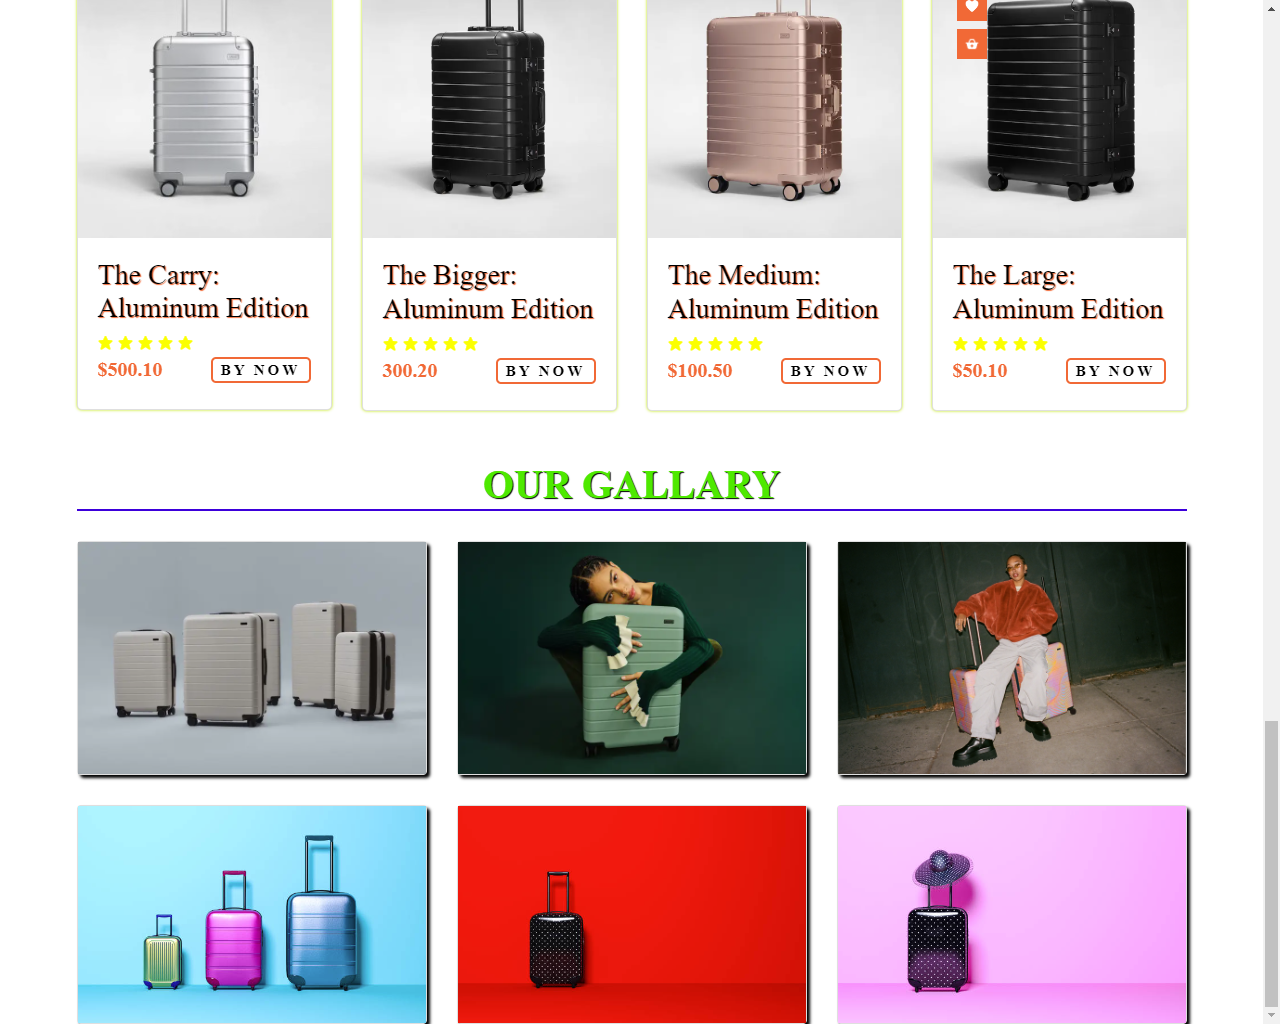 The Carry:
Aluminum Edition
$500.10
BY NOW
The Bigger:
Aluminum Edition
300.20
BY NOW
The Medium:
Aluminum Edition
$100.50
BY NOW
The Large:
Aluminum Edition
$50.10
BY NOW
OUR GALLARY